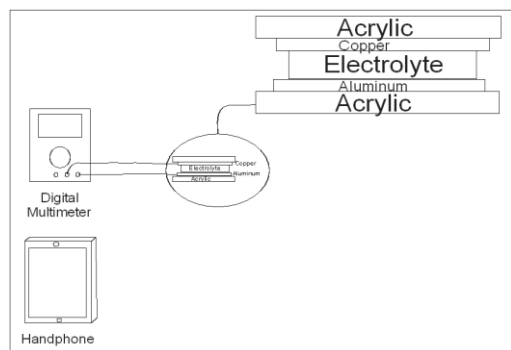 Acrylic
Copper
Electrolyte
Aluminum
Acrylic
Copper
Electrolyte
Aluminum
Acrylic
Digital
Multimeter
Handphone